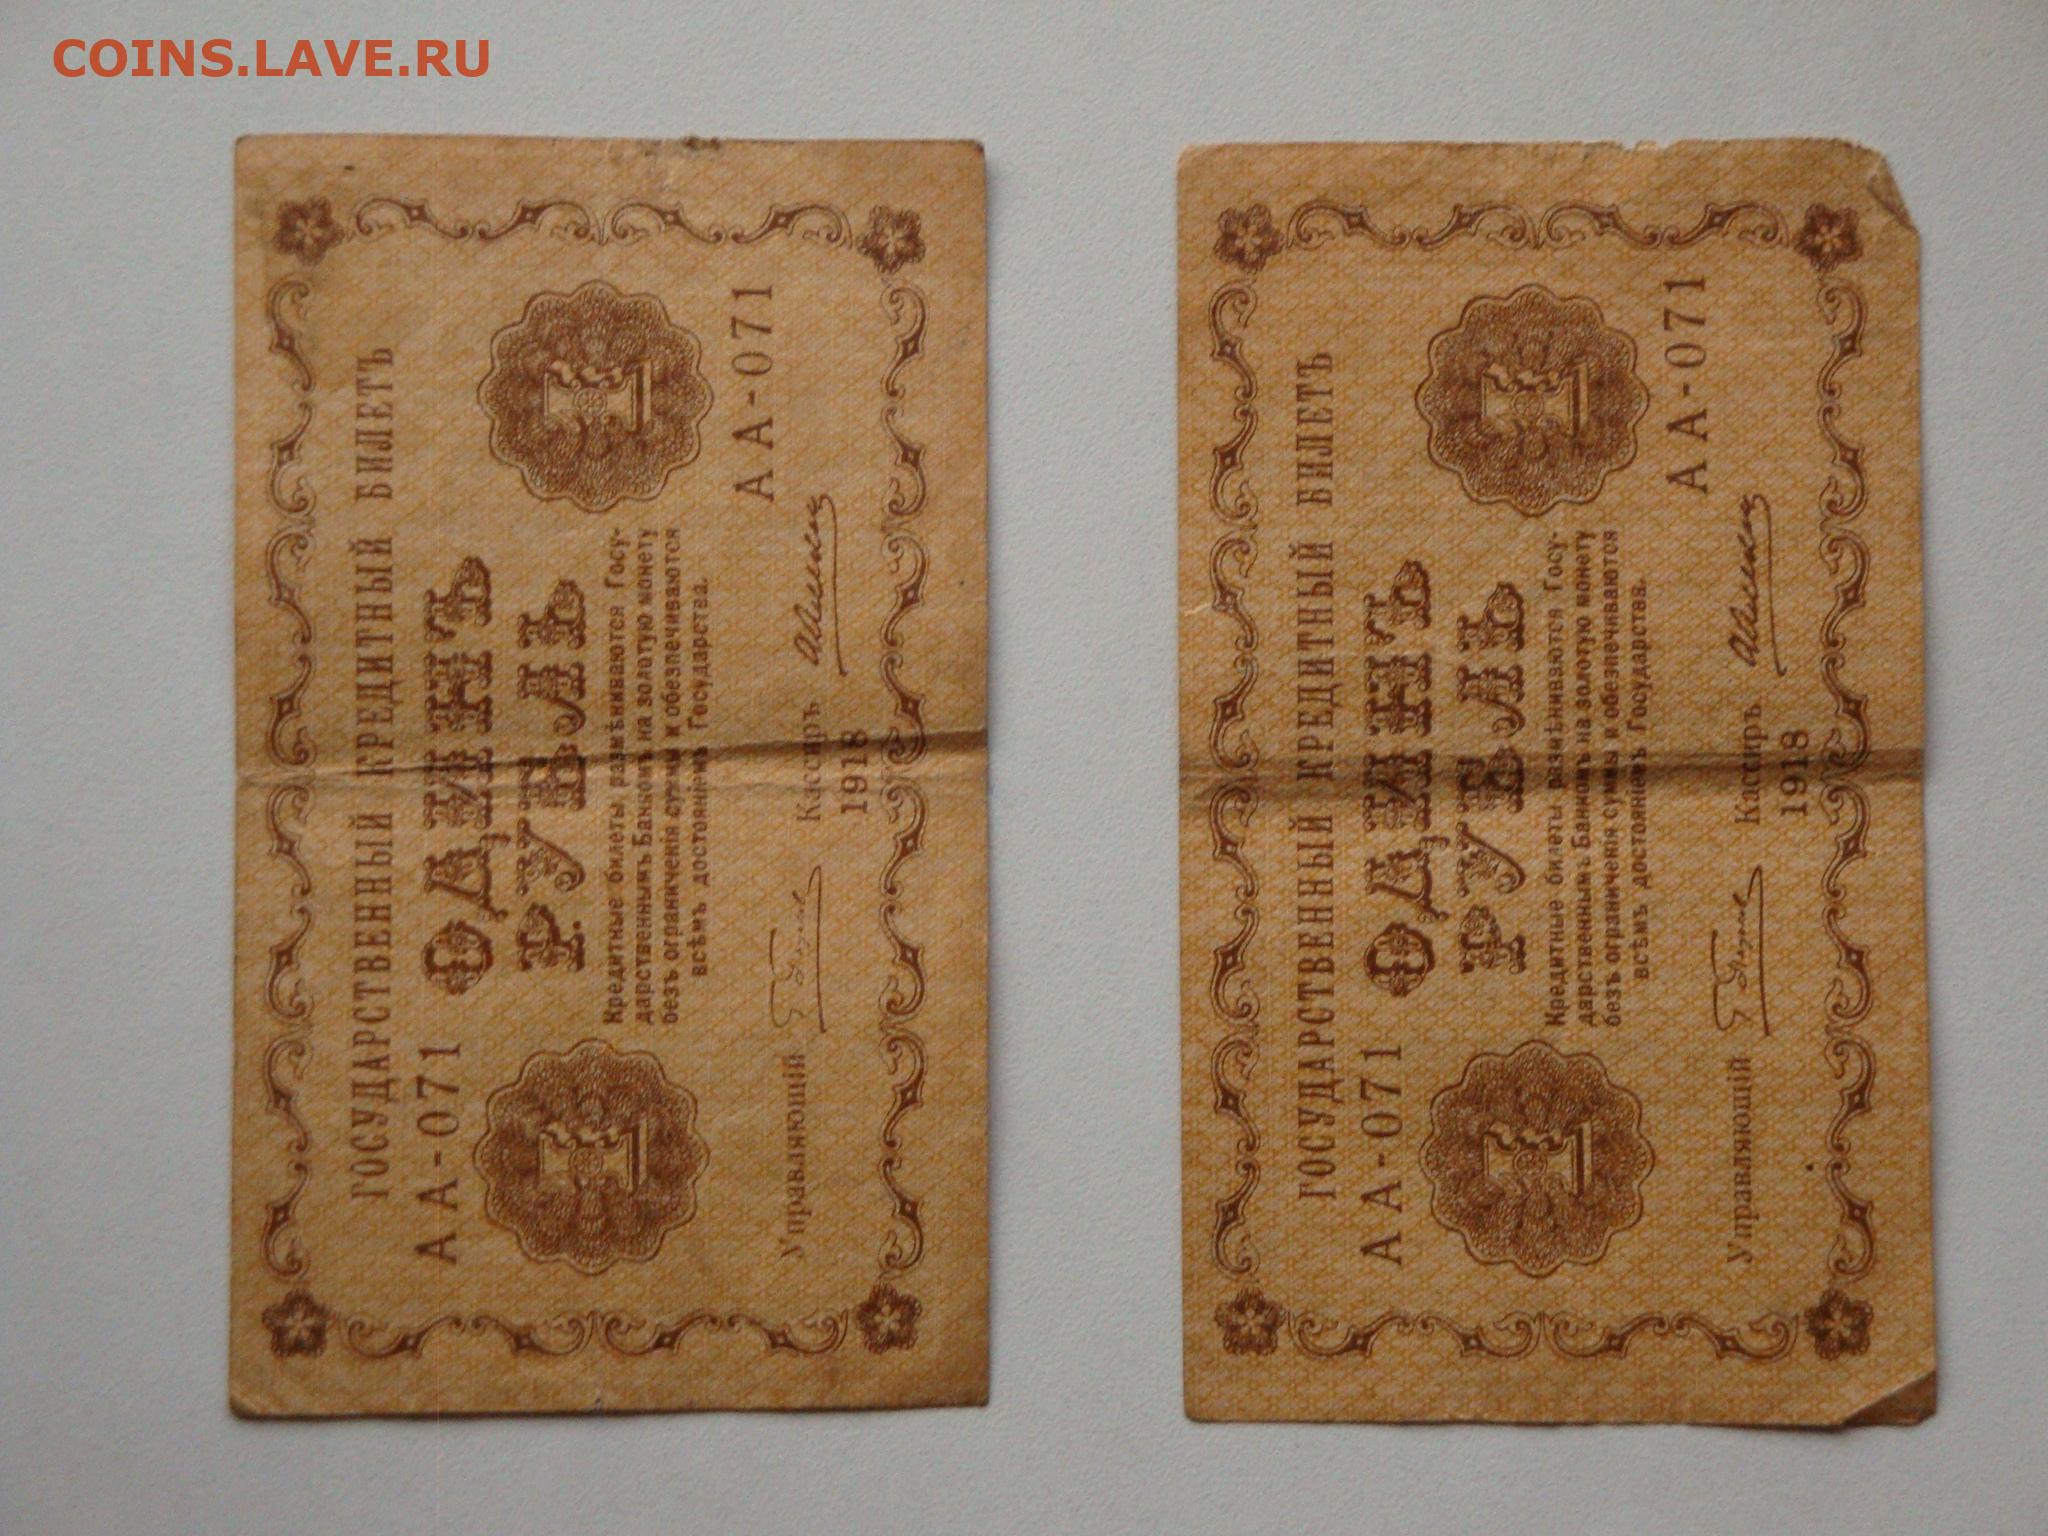 COINS.LAVE.RU
ГОСУДАРСТВЕННЫЙ КРЕДИТНЫЙ БИЛЕТЪ
АА-071
ОДИНЪ
РУБЛЬ
Кредитные билеты размѣниваются Госу-
дарственнымъ Банкомъ на золотую монету
безъ ограниченія суммы и обезпечиваются
всѣмъ достояніемъ Государства.
АА-071
Управляющій
Кассиръ
1918
ГОСУДАРСТВЕННЫЙ КРЕДИТНЫЙ БИЛЕТЪ
АА-071
ОДИНЪ
РУБЛЬ
Кредитные билеты размѣниваются Госу-
дарственнымъ Банкомъ на золотую монету
безъ ограниченія суммы и обезпечиваются
всѣмъ достояніемъ Государства.
АА-071
Управляющій
Кассиръ
1918